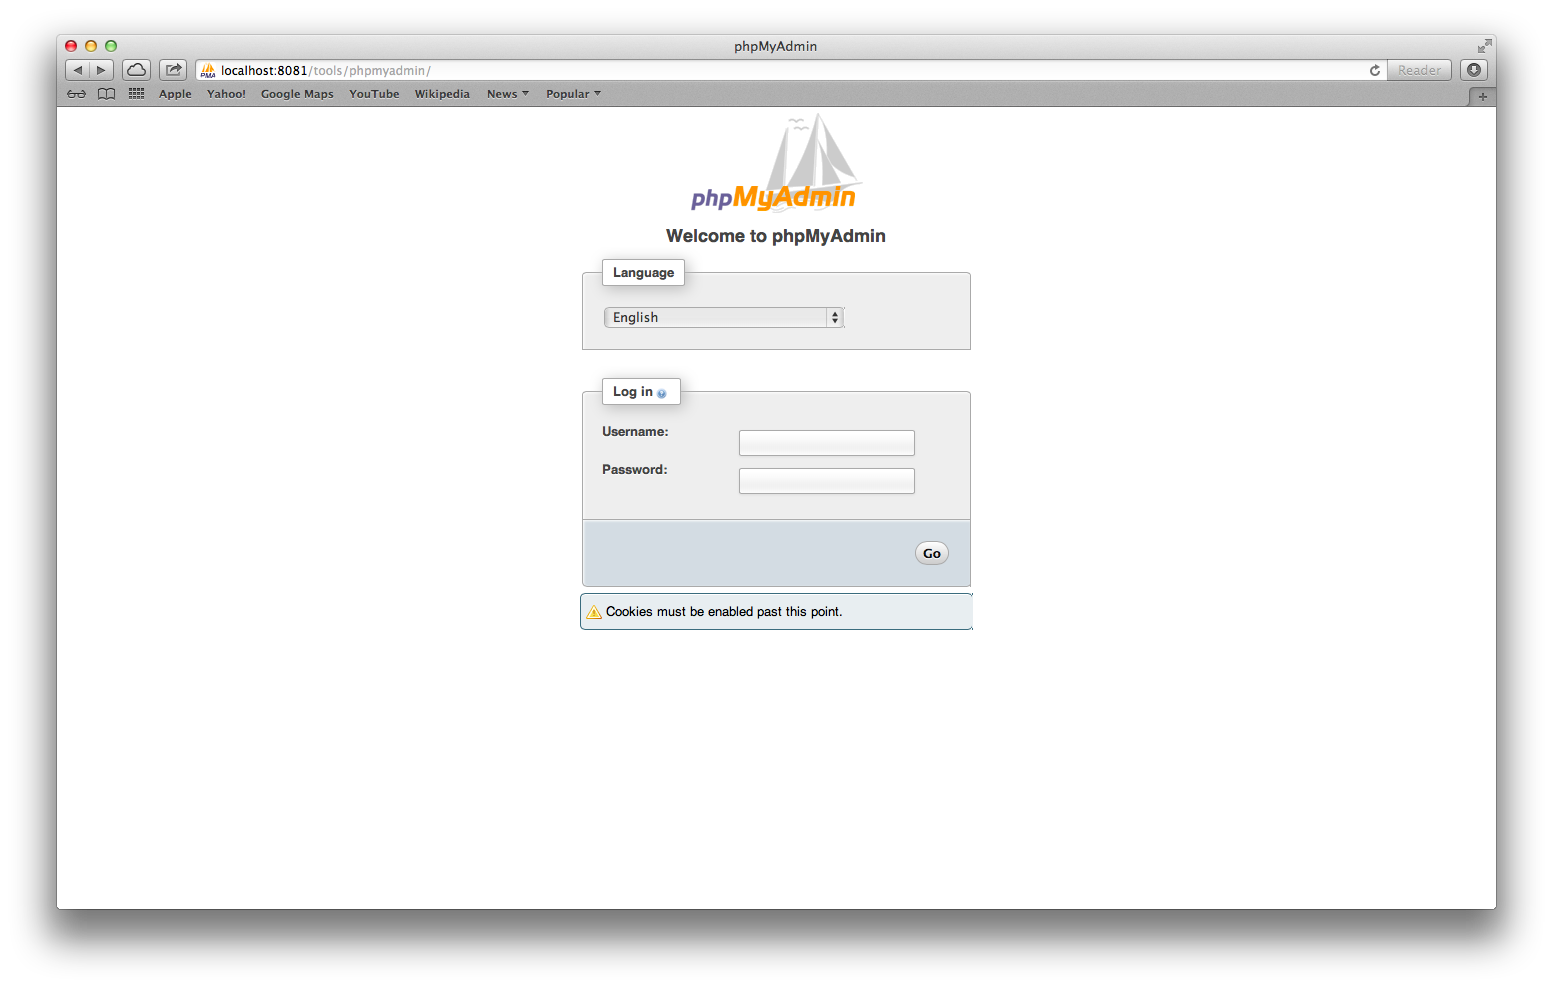 phpMyAdmin
PMA localhost:8081/tools/phpmyadmin/ Reader
Apple Yahoo! Google Maps YouTube Wikipedia News Popular
phpMyAdmin
Welcome to phpMyAdmin
Language
English
Log in
Username:
Password:
Go
Cookies must be enabled past this point.